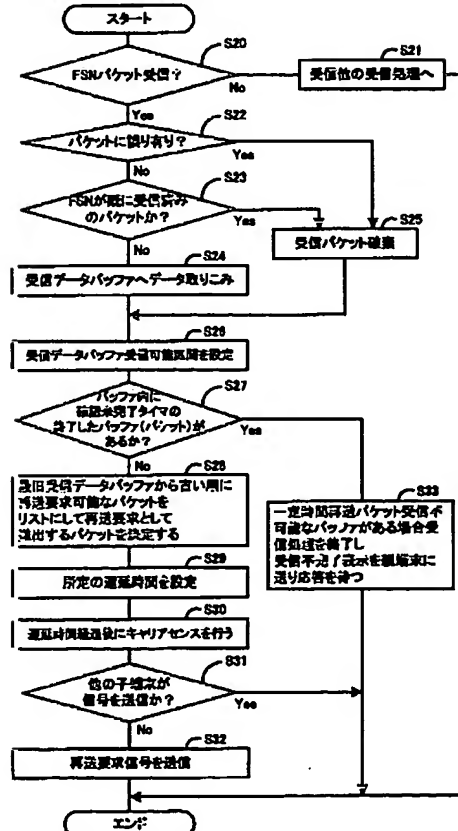 スタート
S20
FSNパケット受信?
No
S21
受信他の受信処理へ
Yes
S22
パケットに誤り有り?
Yes
No
S23
FSNが既に受信済み
のパケットか?
Yes
S25
受信パケット破棄
No
S24
受信データバッファへデータ取りこみ
S26
受信データバッファ受信可能区間を設定
S27
バッファ内に
確認未完了タイマの
終了したバッファ(パケット)が
あるか?
Yes
No
S28
受信データバッファから古い順に
再送要求可能なパケットを
リストにして再送要求として
送出するパケットを設定する
S33
一定時間再送パケット受信不
可能なバッファがある場合受
信処理を終了し
受信不完了表示を親端末に
送り応答を待つ
S29
所定の遅延時間を設定
S30
遅延時間経過後にキャリアセンスを行う
S31
他の子端末が
信号を送信か?
Yes
No
S32
再送要求信号を送信
エンド